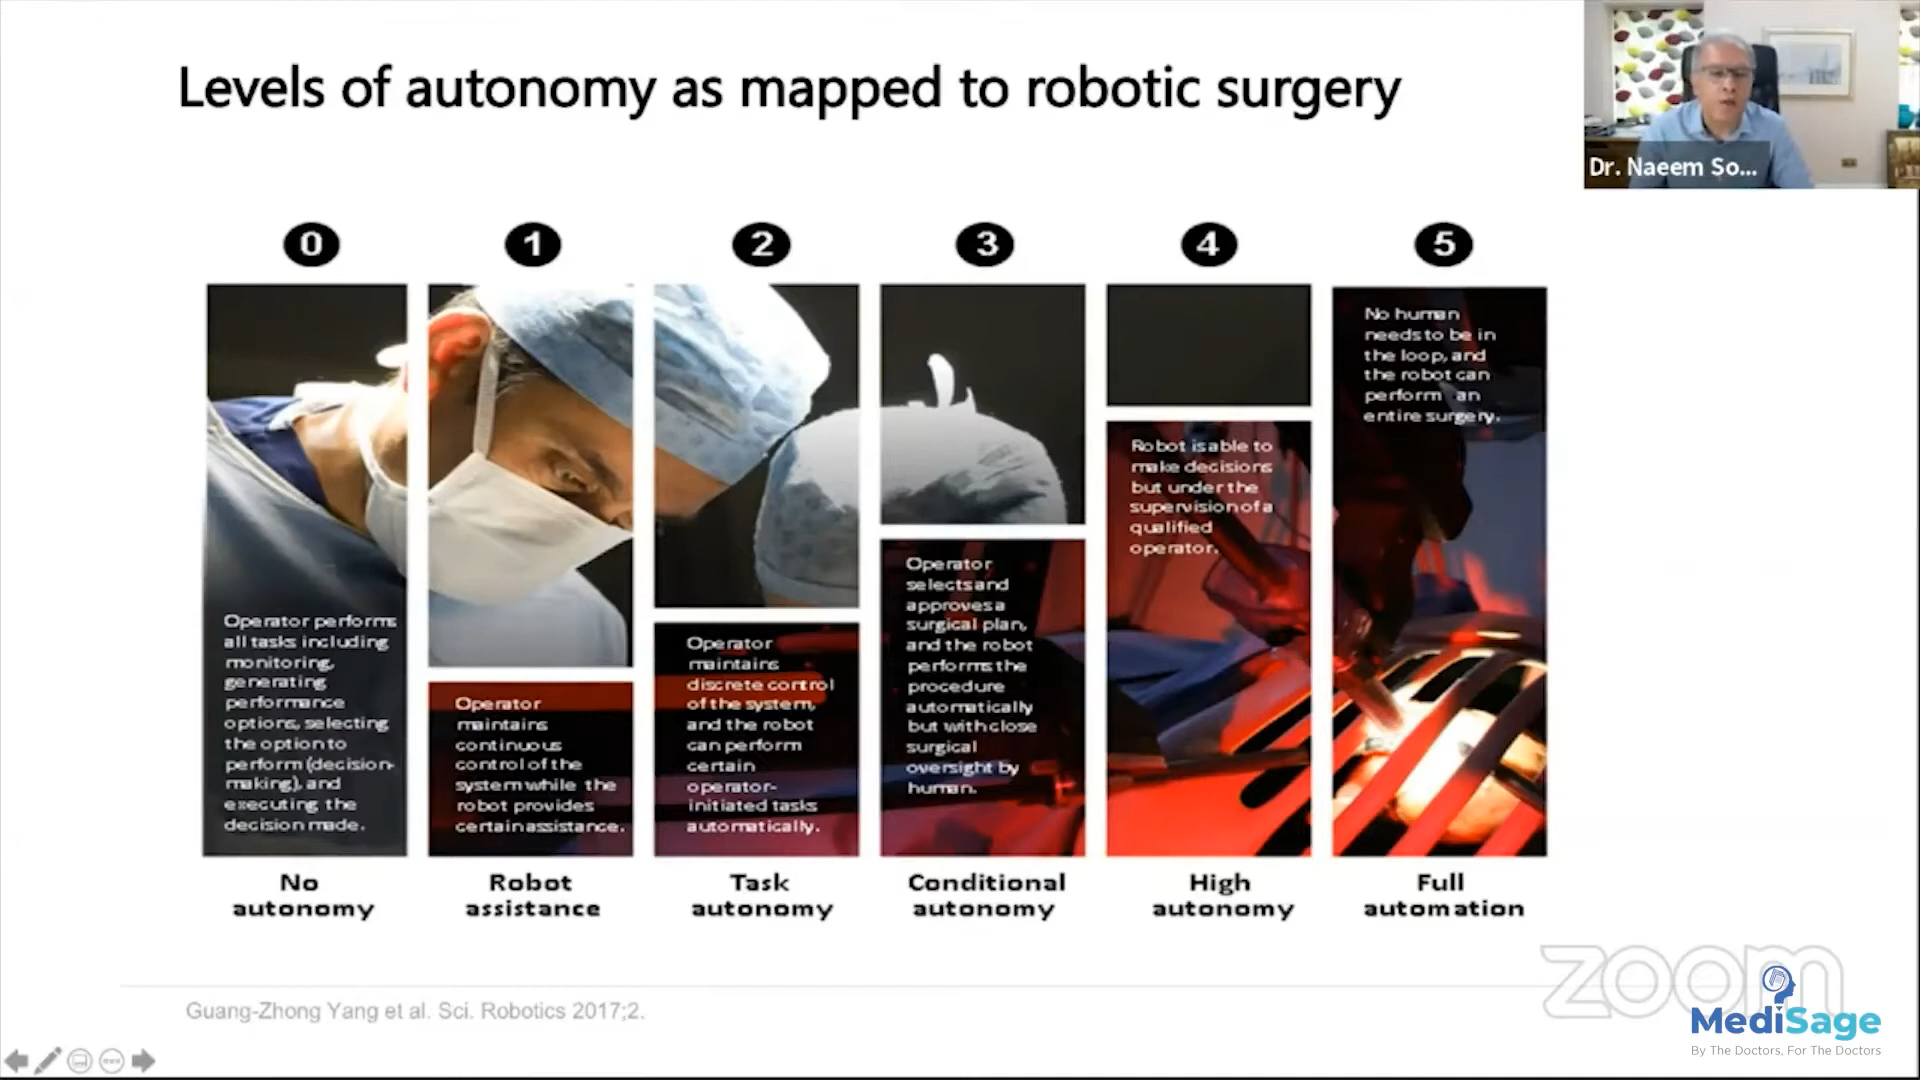 Levels of autonomy as mapped to robotic surgery
Dr. Naeem So...
0
1
2
3
4
5
Operator performs
all tasks including
monitoring,
generating
performance
options, selecting
the option to
perform (decision-
making), and
executing the
decision made.
Operator
maintains
continuous
control of the
system while the
robot provides
certain assistance.
Operator
maintains
discrete control
of the system,
and the robot
can perform
certain
operator-
initiated tasks
automatically.
Operator
selects and
approves a
surgical plan,
and the robot
performs the
procedure
automatically
but with close
surgical
oversight by
human.
Robot is able to
make decisions
but under the
supervision of a
qualified
operator.
No human
needs to be in
the loop, and
the robot can
perform an
entire surgery.
No
autonomy
Robot
assistance
Task
autonomy
Conditional
autonomy
High
autonomy
Full
automation
Guang-Zhong Yang et al. Sci. Robotics 2017;2.
zoom
MediSage
By The Doctors, For The Doctors